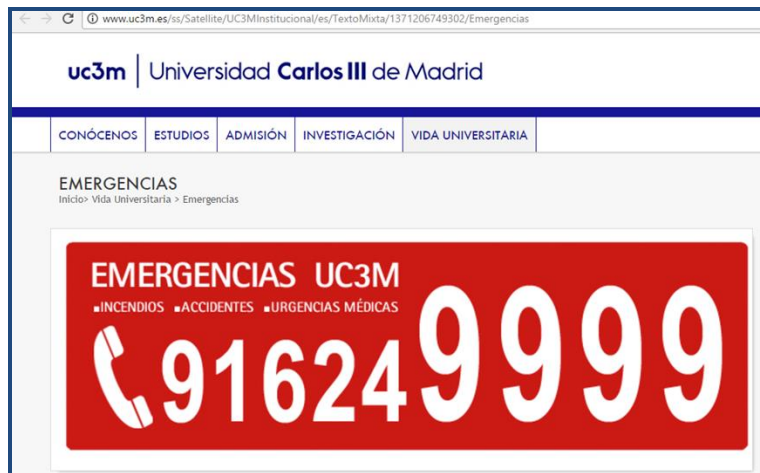 www.uc3m.es/ss/Satellite/UC3MInstitucional/es/TextoMixta/1371206749302/Emergencias
uc3m | Universidad Carlos III de Madrid
CONÓCENOS ESTUDIOS ADMISIÓN INVESTIGACIÓN VIDA UNIVERSITARIA
EMERGENCIAS
Inicio> Vida Universitaria > Emergencias
EMERGENCIAS UC3M
▪INCENDIOS ▪ACCIDENTES ▪URGENCIAS MÉDICAS
916249999